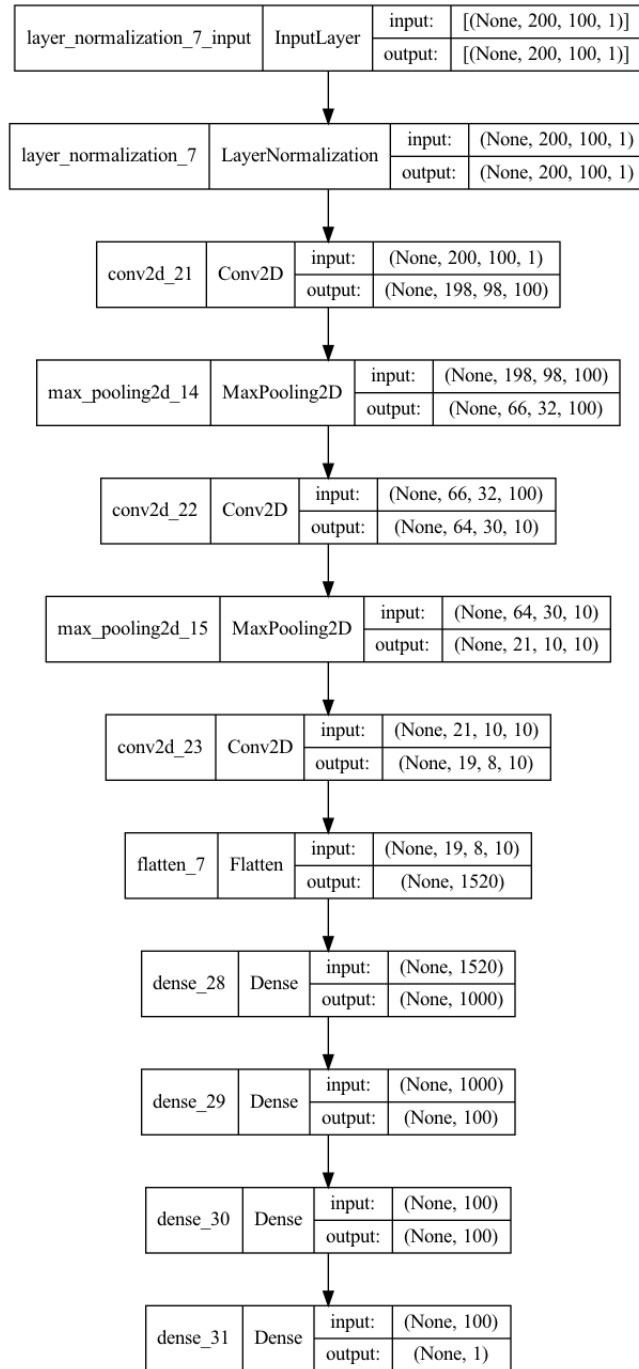 layer_normalization_7_input InputLayer input: [(None, 200, 100, 1)]
output: [(None, 200, 100, 1)]
layer_normalization_7 LayerNormalization input: (None, 200, 100, 1)
output: (None, 200, 100, 1)
conv2d_21 Conv2D input: (None, 200, 100, 1)
output: (None, 198, 98, 100)
max_pooling2d_14 MaxPooling2D input: (None, 198, 98, 100)
output: (None, 66, 32, 100)
conv2d_22 Conv2D input: (None, 66, 32, 100)
output: (None, 64, 30, 10)
max_pooling2d_15 MaxPooling2D input: (None, 64, 30, 10)
output: (None, 21, 10, 10)
conv2d_23 Conv2D input: (None, 21, 10, 10)
output: (None, 19, 8, 10)
flatten_7 Flatten input: (None, 19, 8, 10)
output: (None, 1520)
dense_28 Dense input: (None, 1520)
output: (None, 1000)
dense_29 Dense input: (None, 1000)
output: (None, 100)
dense_30 Dense input: (None, 100)
output: (None, 100)
dense_31 Dense input: (None, 100)
output: (None, 1)